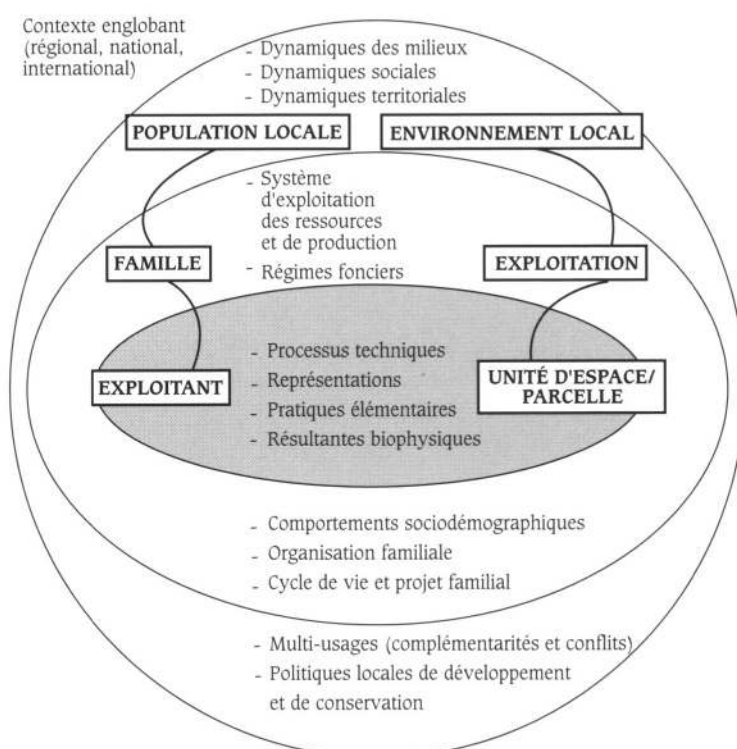 Contexte englobant
(régional, national,
international)
- Dynamiques des milieux
- Dynamiques sociales
- Dynamiques territoriales
POPULATION LOCALE
ENVIRONNEMENT LOCAL
- Système
d'exploitation
des ressources
et de production
FAMILLE
- Régimes fonciers
EXPLOITATION
- Processus techniques
EXPLOITANT
- Représentations
- Pratiques élémentaires
- Résultantes biophysiques
UNITÉ D'ESPACE/
PARCELLE
- Comportements sociodémographiques
- Organisation familiale
- Cycle de vie et projet familial
- Multi-usages (complémentarités et conflits)
- Politiques locales de développement
et de conservation